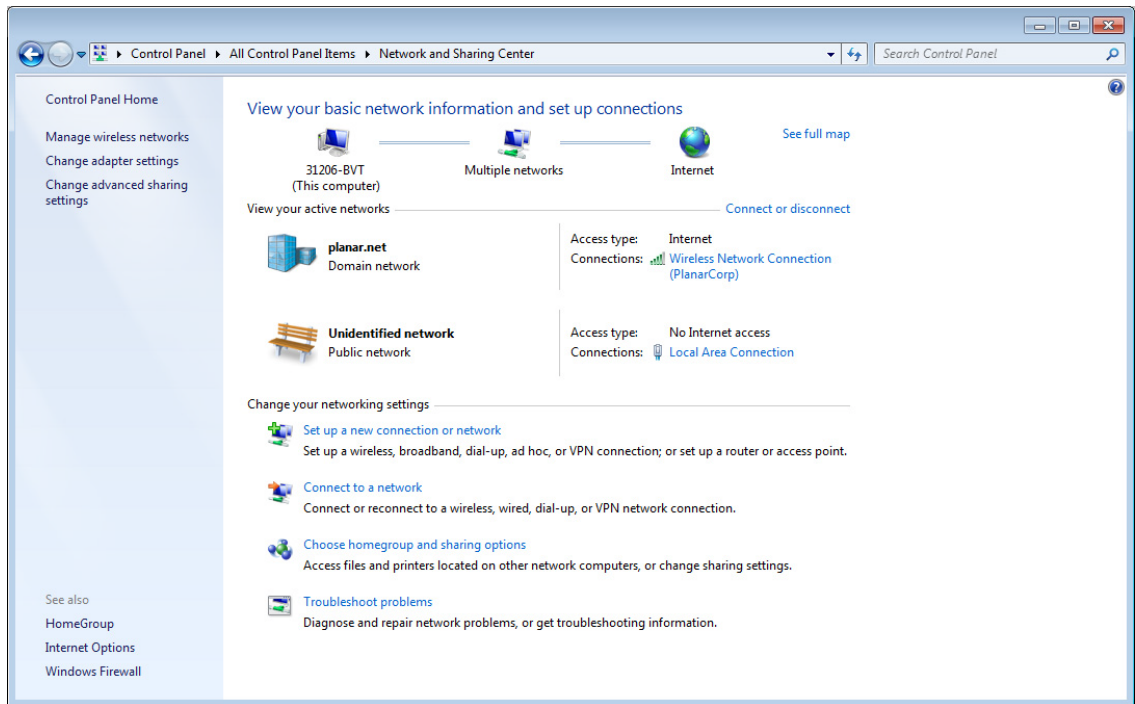 Control Panel ▸ All Control Panel Items ▸ Network and Sharing Center
Search Control Panel
Control Panel Home
Manage wireless networks
Change adapter settings
Change advanced sharing
settings
See also
HomeGroup
Internet Options
Windows Firewall
View your basic network information and set up connections
See full map
31206-BVT
(This computer)
Multiple networks
Internet
View your active networks
Connect or disconnect
planar.net
Domain network
Access type: Internet
Connections: Wireless Network Connection
(PlanarCorp)
Unidentified network
Public network
Access type: No Internet access
Connections: Local Area Connection
Change your networking settings
Set up a new connection or network
Set up a wireless, broadband, dial-up, ad hoc, or VPN connection; or set up a router or access point.
Connect to a network
Connect or reconnect to a wireless, wired, dial-up, or VPN network connection.
Choose homegroup and sharing options
Access files and printers located on other network computers, or change sharing settings.
Troubleshoot problems
Diagnose and repair network problems, or get troubleshooting information.